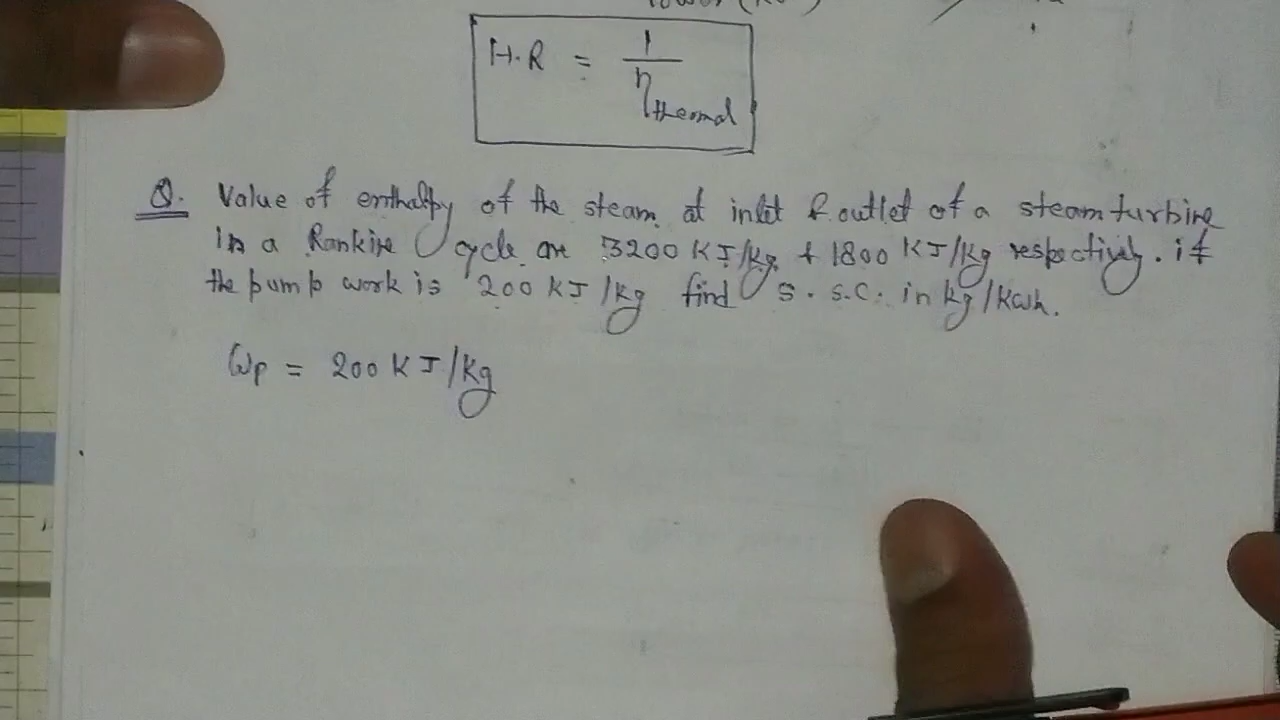 H.R = 1
η thermal
Q. Value of enthalpy of the steam at inlet & outlet of a steam turbine
in a Rankine cycle are 3200 KJ/kg & 1800 KJ/kg respectively. if
the pump work is 200 KJ/kg find S.S.C. in kg/kwh.
Wp = 200 KJ/kg